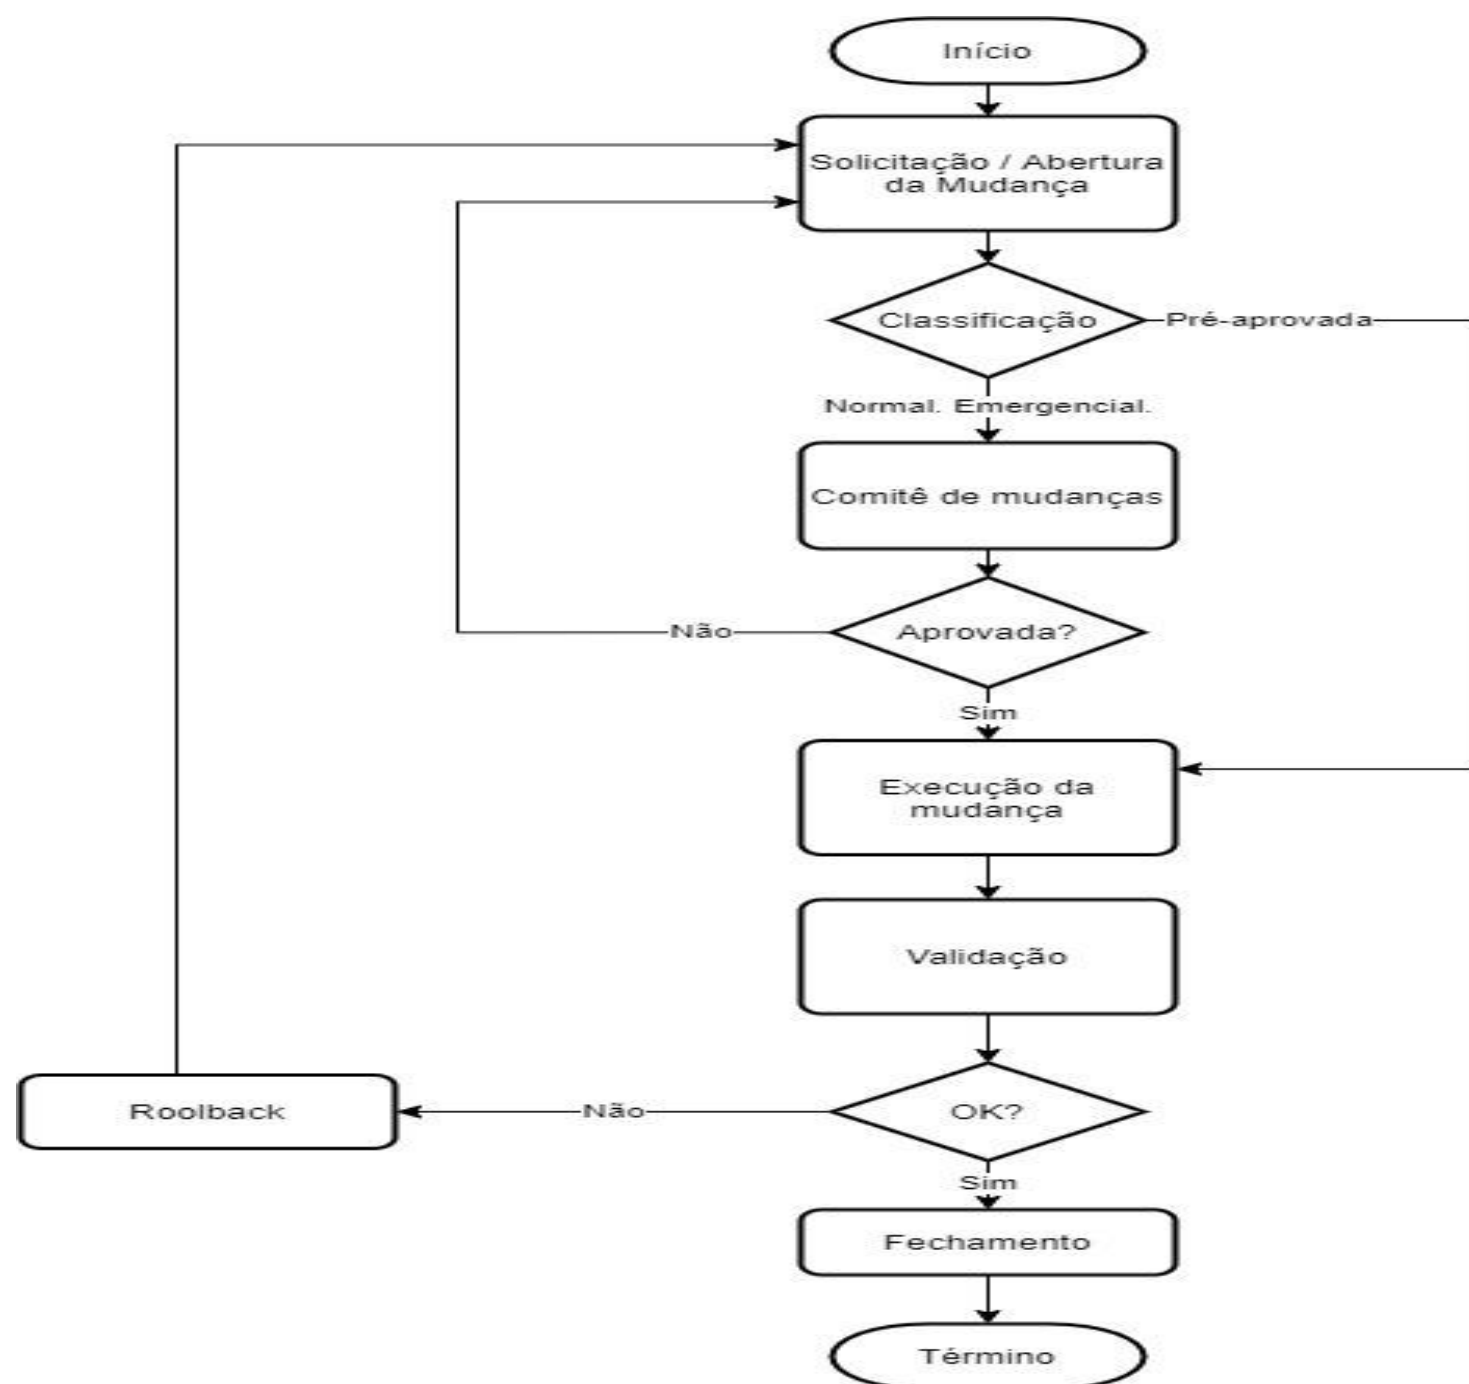 Início
Solicitação / Abertura
da Mudança
Classificação
Pré-aprovada
Normal. Emergencial.
Comitê de mudanças
Aprovada?
Não
Sim
Execução da
mudança
Validação
OK?
Não
Roolback
Sim
Fechamento
Término